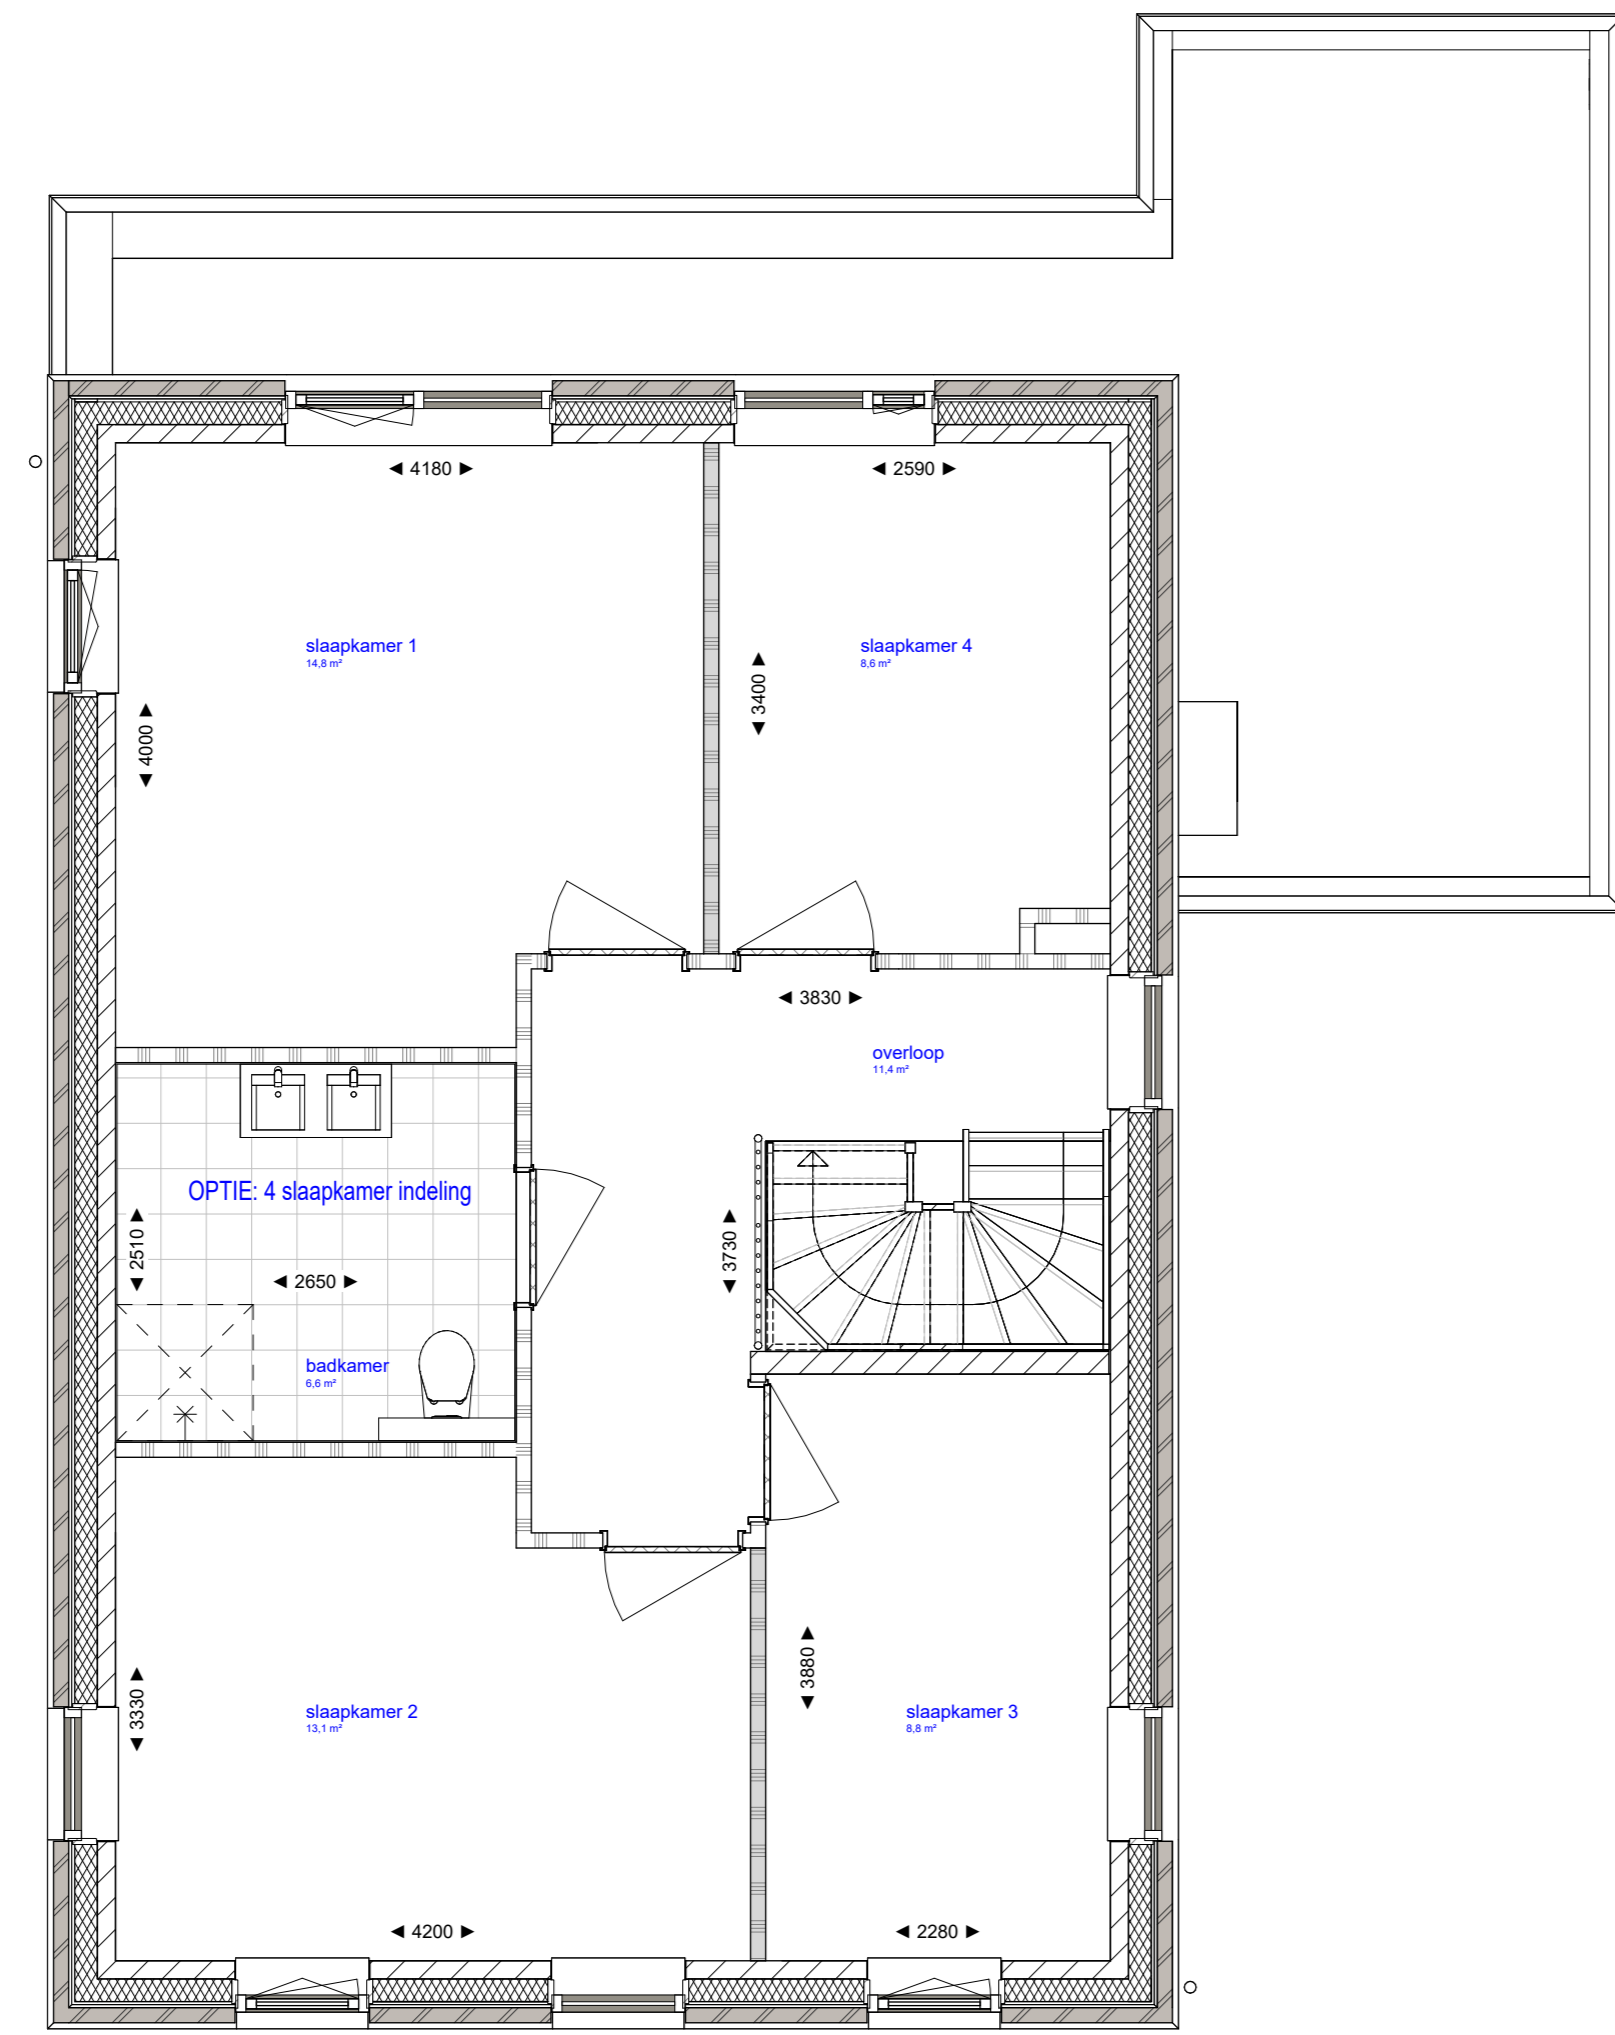 ◄ 4180 ►
◄ 2590 ►
slaapkamer 1
14,8 m²
slaapkamer 4
8,6 m²
◄ 3400 ►
◄ 4000 ►
◄ 3830 ►
overloop
11,4 m²
OPTIE: 4 slaapkamer indeling
◄ 2510 ►
◄ 2650 ►
◄ 3730 ►
badkamer
6,6 m²
◄ 3880 ►
◄ 3330 ►
slaapkamer 2
13,1 m²
slaapkamer 3
8,8 m²
◄ 4200 ►
◄ 2280 ►